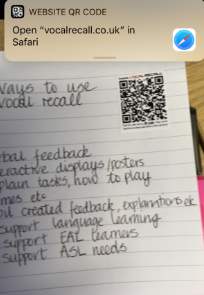 WEBSITE QR CODE
Open “vocalrecall.co.uk” in
Safari
ways to use
vocal recall
RECALL
rbal feedback
eractive displays/posters
plain tasks, how to play
mes etc
created feedback, explanations etc
support language learning
support EAL learners
support ASL needs